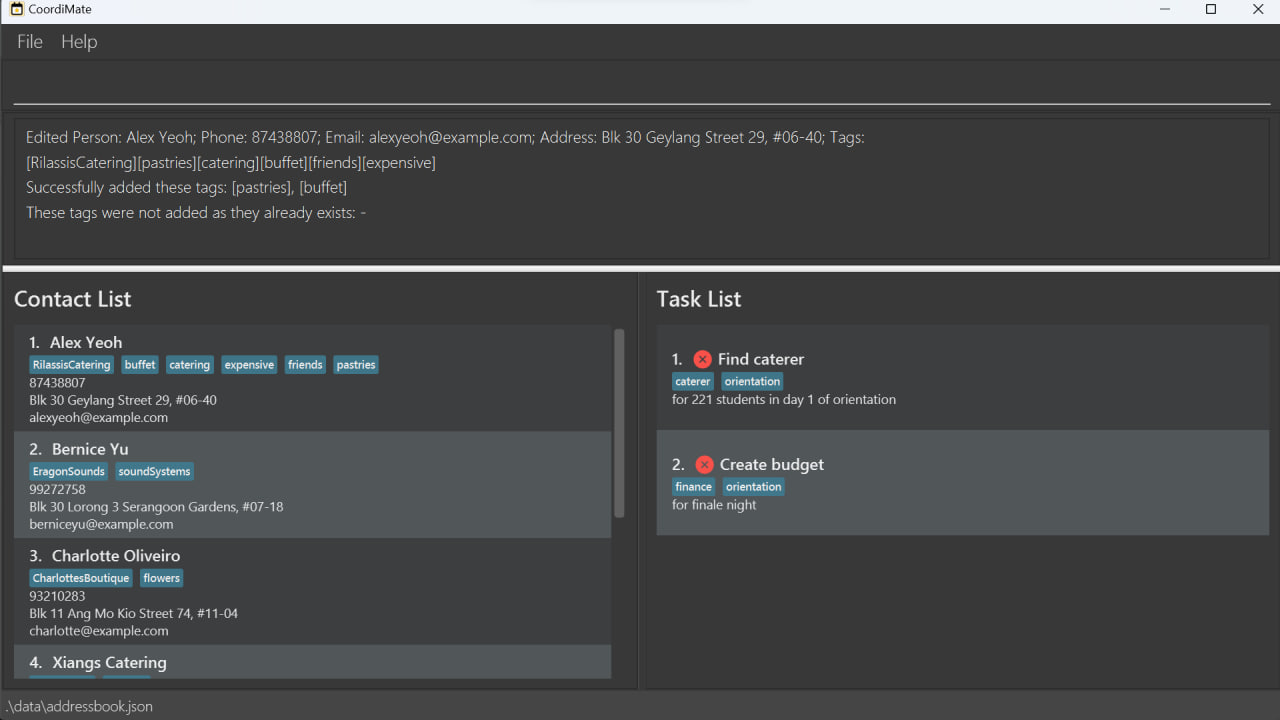 CoordiMate
File Help
Edited Person: Alex Yeoh; Phone: 87438807; Email: alexyeoh@example.com; Address: Blk 30 Geylang Street 29, #06-40; Tags:
[RilassisCatering][pastries][catering][buffet][friends][expensive]
Successfully added these tags: [pastries], [buffet]
These tags were not added as they already exists: -
Contact List
1. Alex Yeoh
RilassisCatering buffet catering expensive friends pastries
87438807
Blk 30 Geylang Street 29, #06-40
alexyeoh@example.com
2. Bernice Yu
EragonSounds soundSystems
99272758
Blk 30 Lorong 3 Serangoon Gardens, #07-18
berniceyu@example.com
3. Charlotte Oliveiro
CharlottesBoutique flowers
93210283
Blk 11 Ang Mo Kio Street 74, #11-04
charlotte@example.com
4. Xiangs Catering
Task List
1. Find caterer
caterer orientation
for 221 students in day 1 of orientation
2. Create budget
finance orientation
for finale night
.\data\addressbook.json